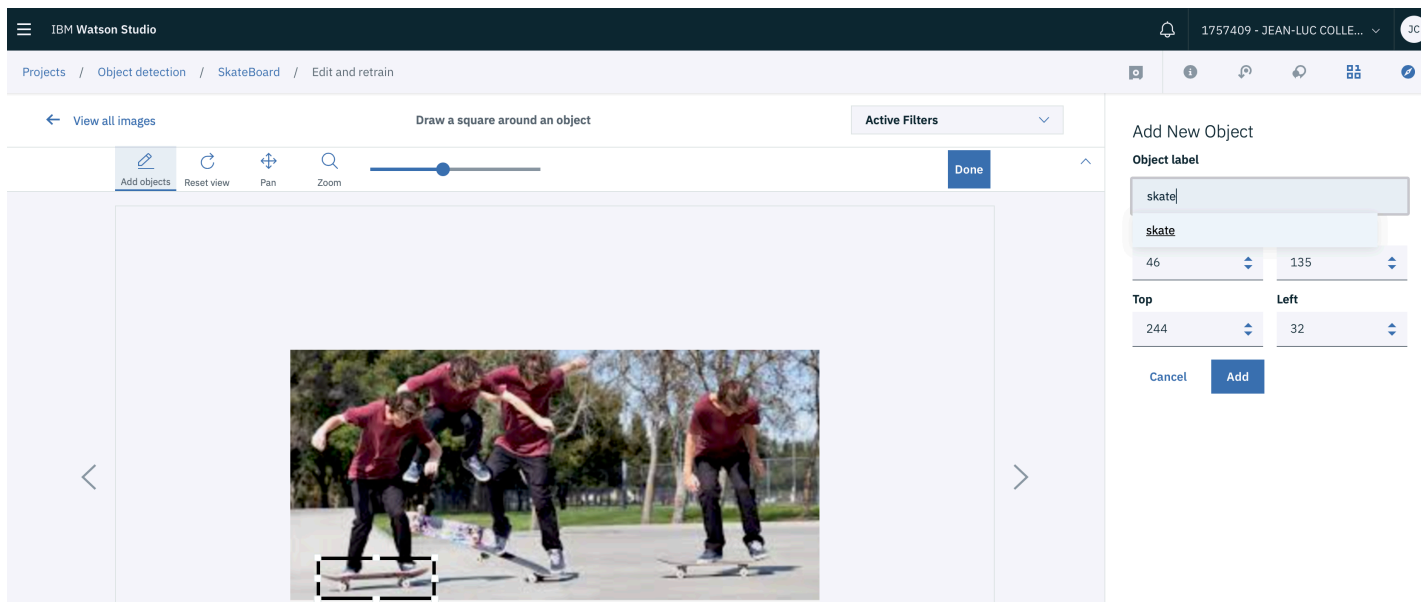 IBM Watson Studio
1757409 - JEAN-LUC COLLE...
JC
Projects / Object detection / SkateBoard / Edit and retrain
View all images
Draw a square around an object
Active Filters
Add objects
Reset view
Pan
Zoom
Done
Add New Object
Object label
skate
skate
46
135
Top
Left
244
32
Cancel
Add